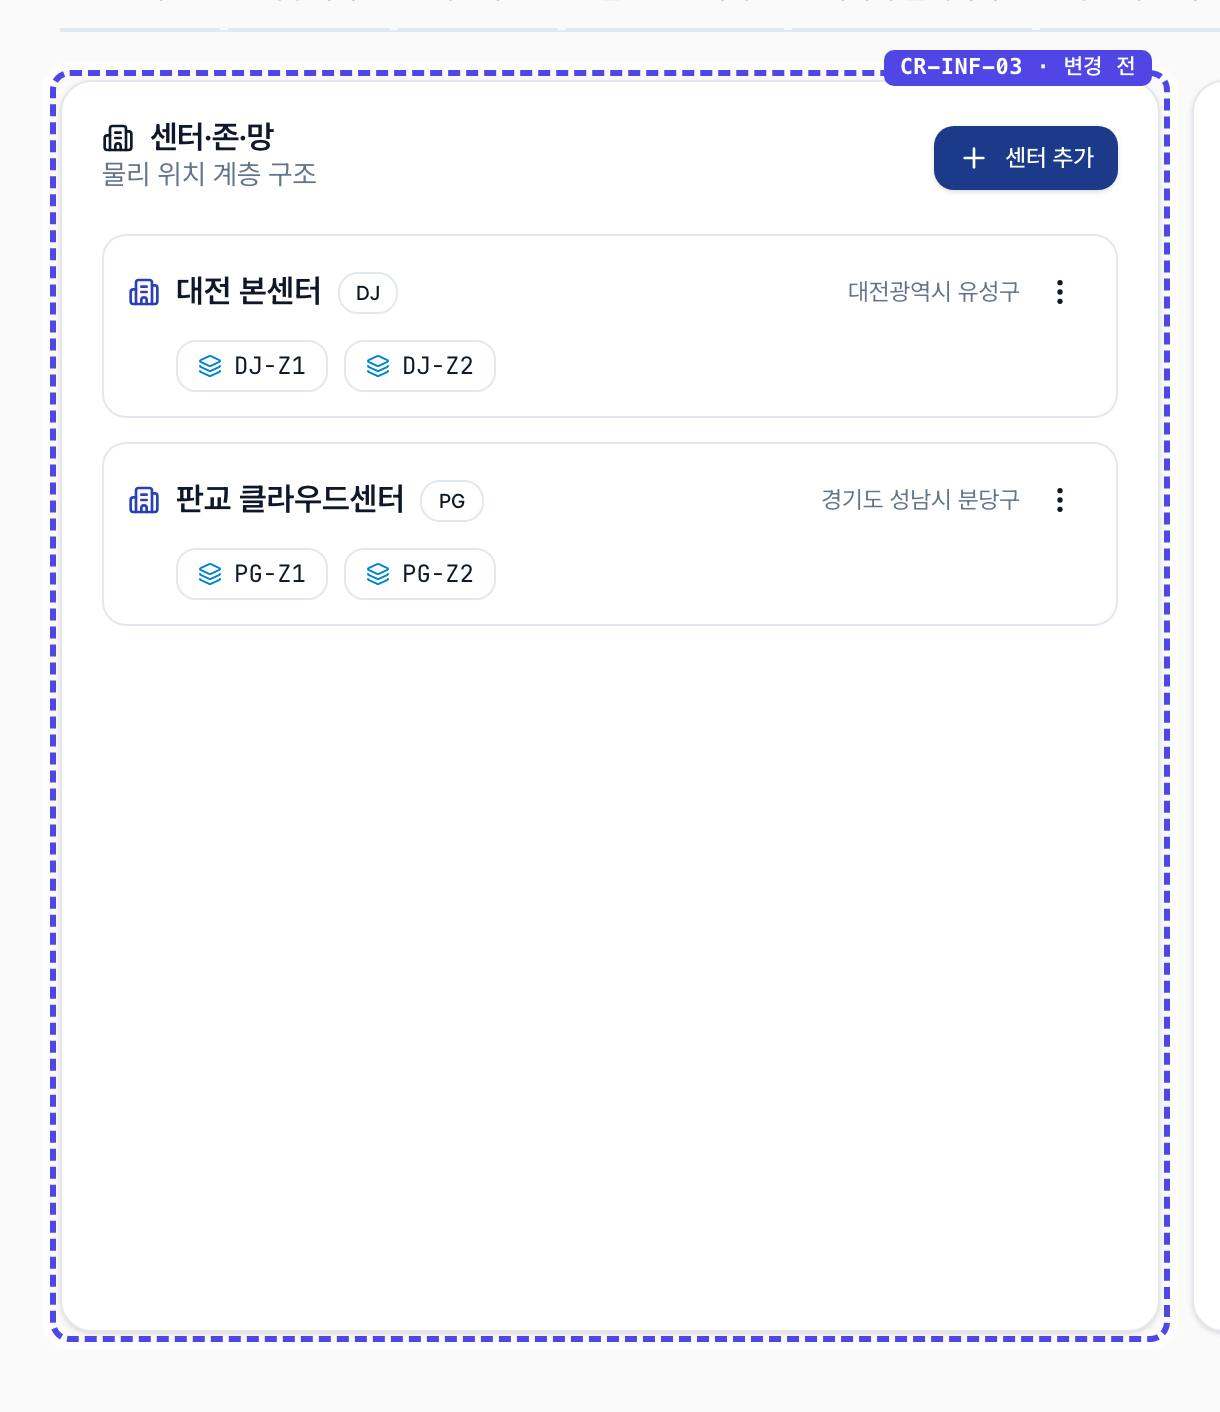 CR-INF-03 · 변경 전
센터·존·망
물리 위치 계층 구조
센터 추가
대전 본센터 DJ 대전광역시 유성구
DJ-Z1 DJ-Z2
판교 클라우드센터 PG 경기도 성남시 분당구
PG-Z1 PG-Z2